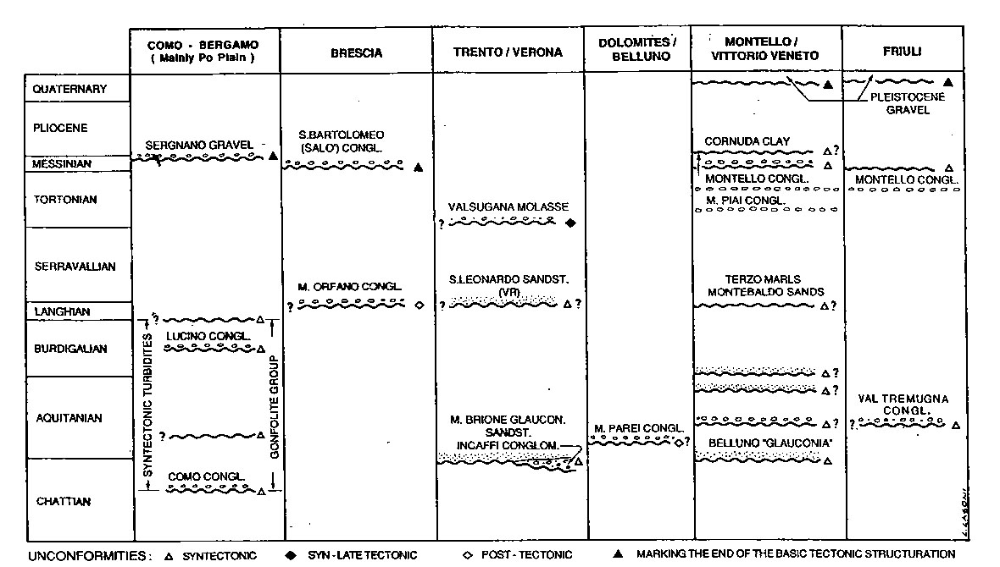 COMO - BERGAMO
( Mainly Po Plain )
BRESCIA
TRENTO / VERONA
DOLOMITES /
BELLUNO
MONTELLO /
VITTORIO VENETO
FRIULI
QUATERNARY
PLEISTOCENE
GRAVEL
PLIOCENE
SERGNANO GRAVEL
S.BARTOLOMEO
(SALO') CONGL.
CORNUDA CLAY
?
MESSINIAN
MONTELLO CONGL.
MONTELLO CONGL.
TORTONIAN
M. PIAI CONGL.
VALSUGANA MOLASSE
?
SERRAVALLIAN
M. ORFANO CONGL.
?
S.LEONARDO SANDST.
(VR)
? ?
TERZO MARLS
MONTEBALDO SANDS
?
LANGHIAN
?
BURDIGALIAN
LUCINO CONGL.
SYNTECTONIC TURBIDITES
GONFOLITE GROUP
?
?
AQUITANIAN
?
M. BRIONE GLAUCON.
SANDST.
INCAFFI CONGLOM.
M. PAREI CONGL.
?
?
BELLUNO "GLAUCONIA"
VAL TREMUGNA
CONGL.
?
CHATTIAN
COMO CONGL.
UNCONFORMITIES : SYNTECTONIC SYN - LATE TECTONIC POST - TECTONIC MARKING THE END OF THE BASIC TECTONIC STRUCTURATION